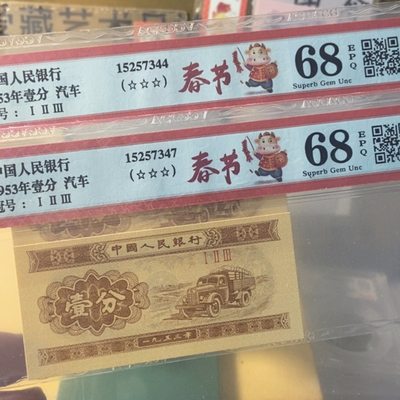 国人民银行
953年壹分 汽车
号: I II III
15257344
(☆☆☆)
春节
68
EPQ
Superb Gem Unc
中国人民银行
1953年壹分 汽车
冠号: I II III
15257347
(☆☆☆)
春节
68
EPQ
Superb Gem Unc
中國人民銀行
I II III
壹分
一九五三年